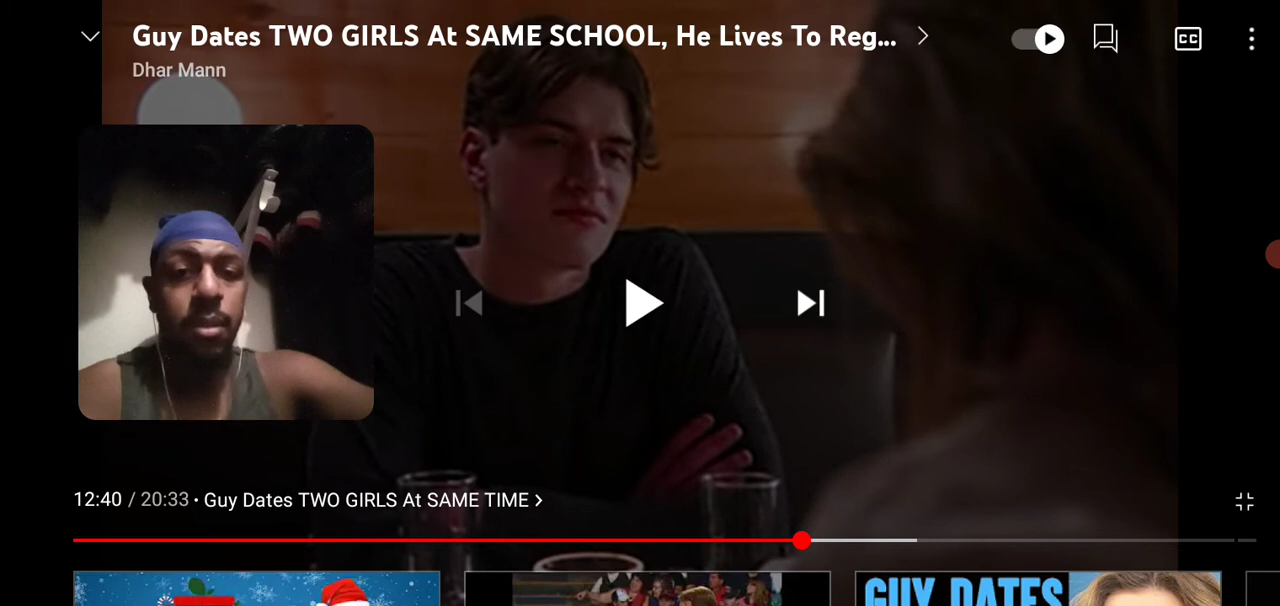 Guy Dates TWO GIRLS At SAME SCHOOL, He Lives To Reg...
Dhar Mann
CC
12:40 / 20:33 · Guy Dates TWO GIRLS At SAME TIME
GUY DATES